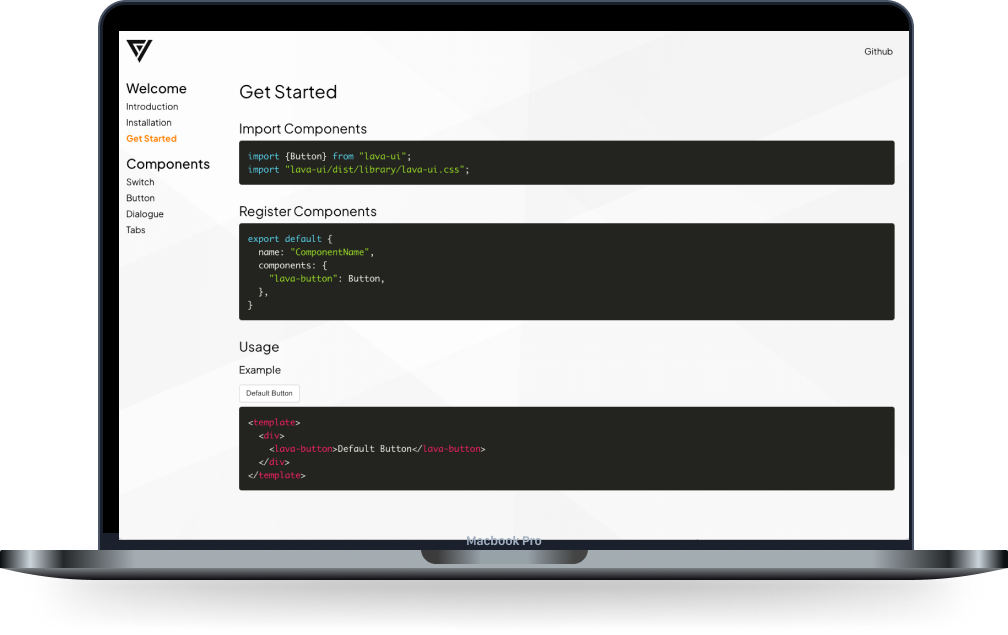 Github
Welcome
Introduction
Installation
Get Started
Components
Switch
Button
Dialogue
Tabs
Get Started
Import Components
import {Button} from "lava-ui";
import "lava-ui/dist/library/lava-ui.css";
Register Components
export default {
  name: "ComponentName",
  components: {
    "lava-button": Button,
  },
}
Usage
Example
Default Button
<template>
  <div>
    <lava-button>Default Button</lava-button>
  </div>
</template>
Macbook Pro